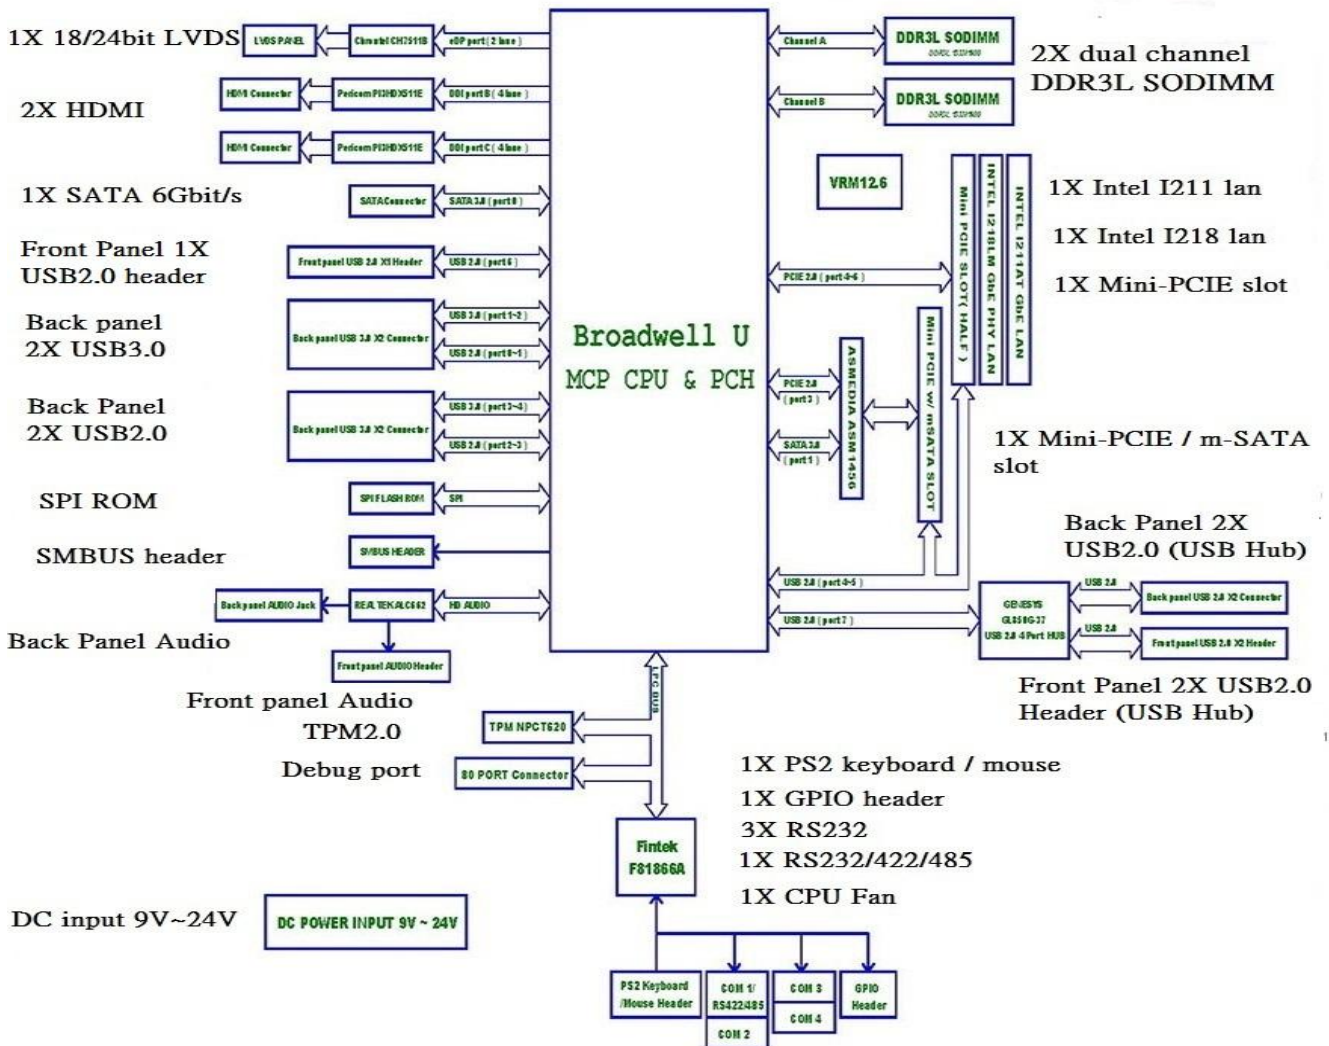 1X 18/24bit LVDS
LVDS PANEL
Chrontel CH7511B
eDP port ( 2 lane )
2X HDMI
HDMI Connector
Pericom PI3HDX511E
DDI port B ( 4 lane )
HDMI Connector
Pericom PI3HDX511E
DDI port C ( 4 lane )
1X SATA 6Gbit/s
SATA Connector
SATA 3.0 ( port 0 )
Front Panel 1X
USB2.0 header
Front panel USB 2.0 X1 Header
USB 2.0 ( port 6 )
Back panel
2X USB3.0
Back panel USB 3.0 X2 Connector
USB 3.0 ( port 1~2 )
USB 2.0 ( port 0~1 )
Back Panel
2X USB2.0
Back panel USB 3.0 X2 Connector
USB 3.0 ( port 3~4 )
USB 2.0 ( port 2~3 )
SPI ROM
SPI FLASH ROM
SPI
SMBUS header
SMBUS HEADER
Back panel AUDIO Jack
REALTEK ALC662
HD AUDIO
Back Panel Audio
Front panel AUDIO Header
Front panel Audio
Broadwell U
MCP CPU & PCH
Channel A
DDR3L SODIMM
Channel B
DDR3L SODIMM
2X dual channel
DDR3L SODIMM
VRM12.6
Mini PCIE SLOT( HALF )
INTEL I218LM GbE PHY LAN
INTEL I211AT GbE LAN
1X Intel I211 lan
1X Intel I218 lan
1X Mini-PCIE slot
PCIE 2.0 ( port 4~6 )
PCIE 2.0
( port 3 )
SATA 3.0
( port 1 )
ASMEDIA ASM1456
Mini PCIE w/ mSATA SLOT
1X Mini-PCIE / m-SATA
slot
USB 2.0 ( port 4~5 )
USB 2.0 ( port 7 )
Back Panel 2X
USB2.0 (USB Hub)
GENESYS
GL850G-37
USB 2.0 4 Port HUB
USB 2.0
Back panel USB 2.0 X2 Connector
USB 2.0
Front panel USB 2.0 X2 Header
Front Panel 2X USB2.0
Header (USB Hub)
LPC BUS
TPM2.0
TPM NPCT620
Debug port
80 PORT Connector
Fintek
F81866A
1X PS2 keyboard / mouse
1X GPIO header
3X RS232
1X RS232/422/485
1X CPU Fan
DC input 9V~24V
DC POWER INPUT 9V ~ 24V
PS2 Keyboard
/Mouse Header
COM 1/
RS422/485
COM 2
COM 3
COM 4
GPIO
Header